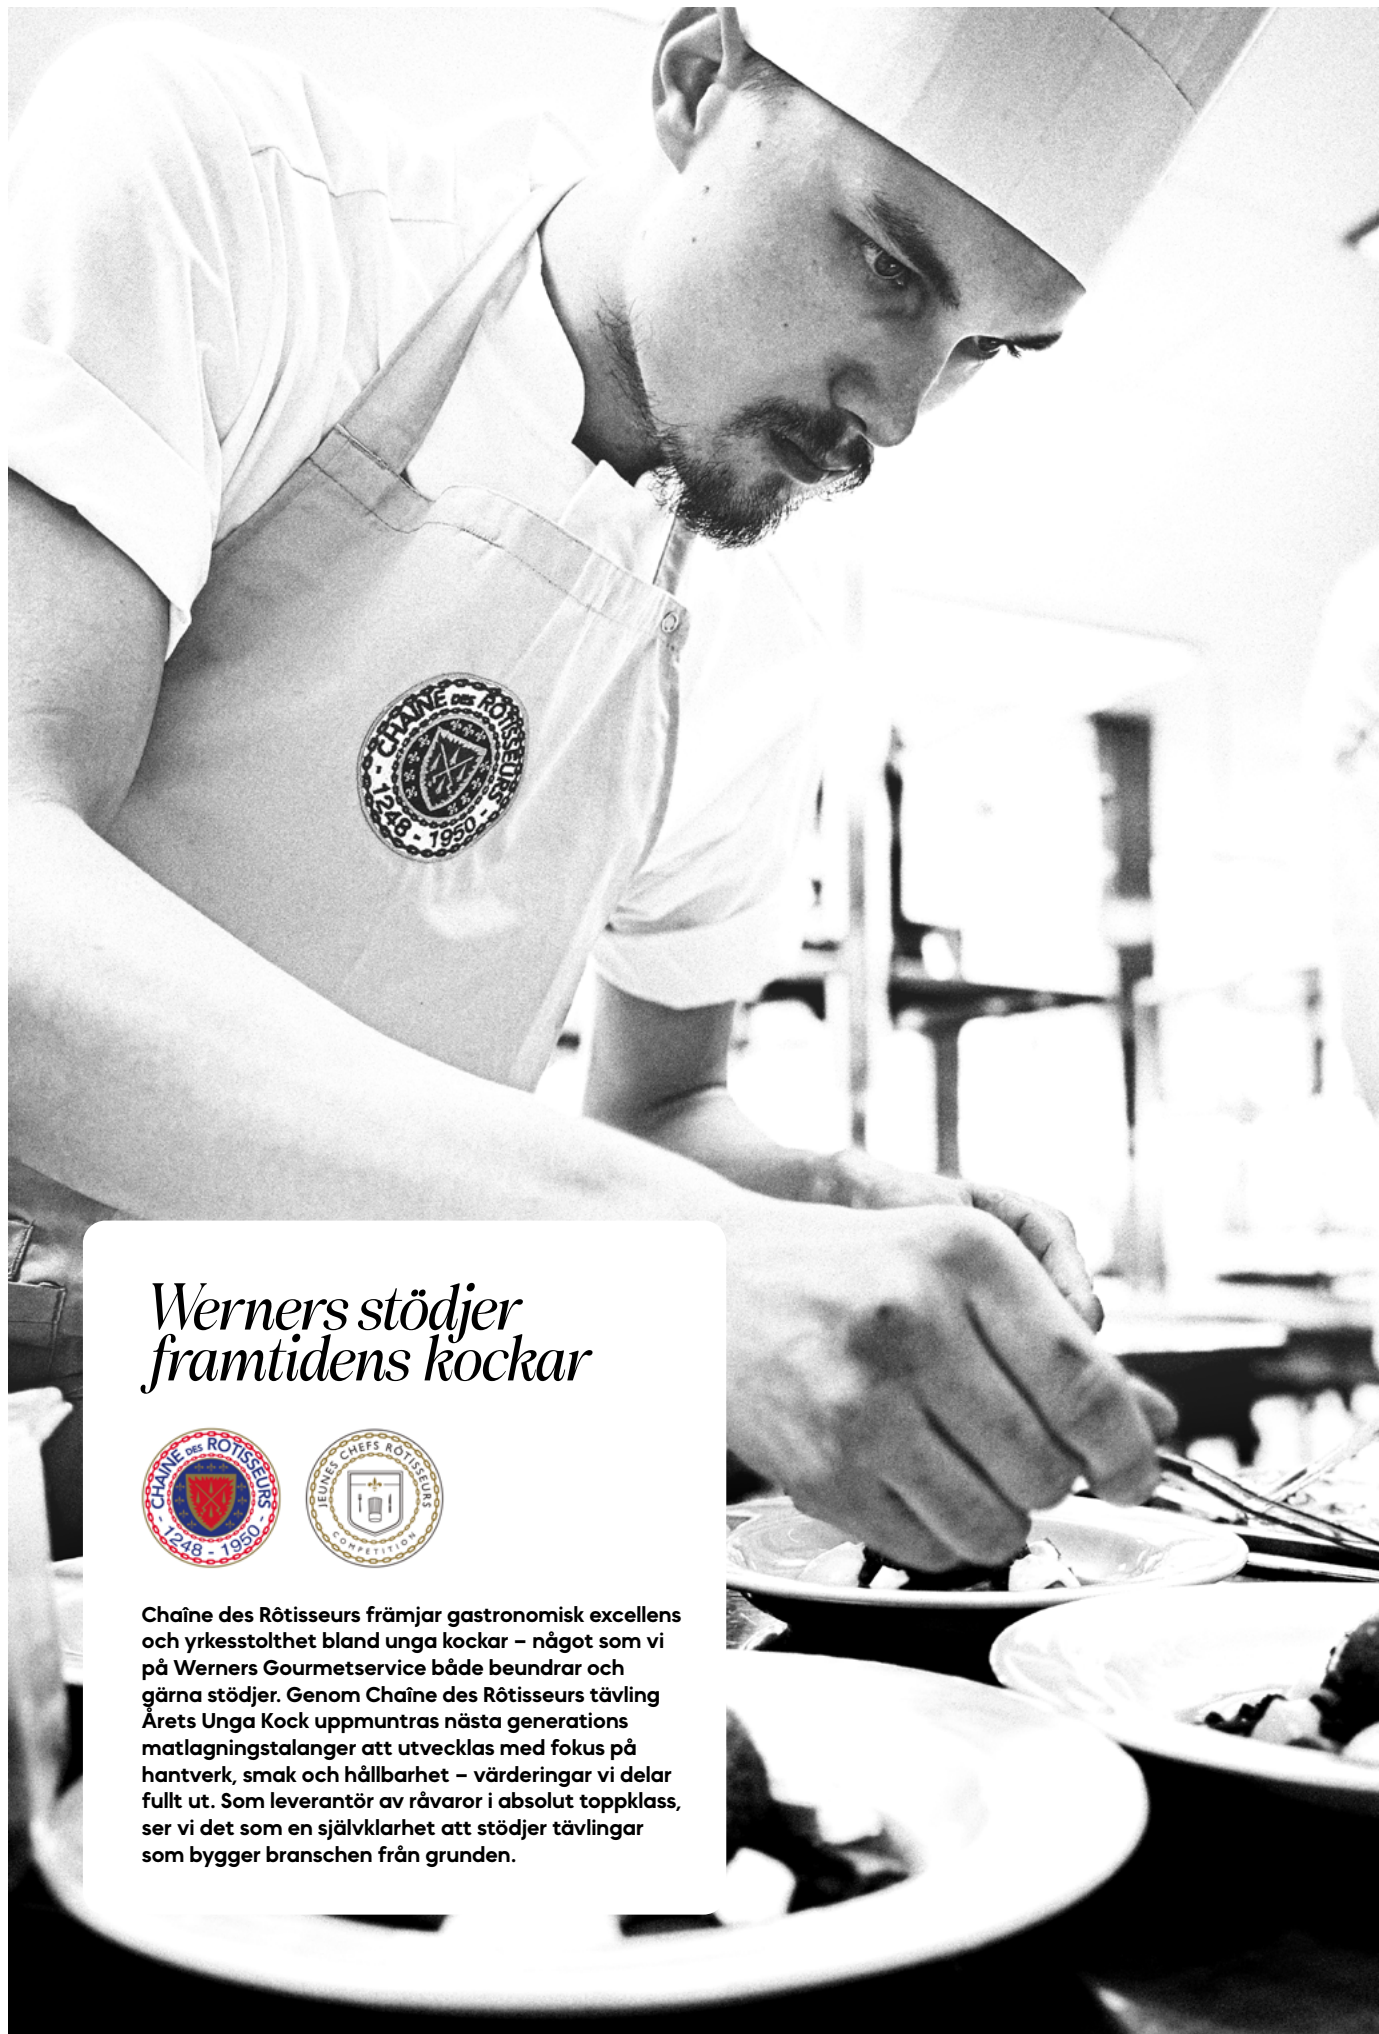 CHAÎNE DES RÔTISSEURS
- 1248 - 1950 -
Werners stödjer
framtidens kockar
CHAINE DES ROTISSEURS
- 1248 - 1950 -
JEUNES CHEFS RÔTISSEURS
COMPETITION
Chaîne des Rôtisseurs främjar gastronomisk excellens
och yrkesstolthet bland unga kockar – något som vi
på Werners Gourmetservice både beundrar och
gärna stödjer. Genom Chaîne des Rôtisseurs tävling
Årets Unga Kock uppmuntras nästa generations
matlagningstalanger att utvecklas med fokus på
hantverk, smak och hållbarhet – värderingar vi delar
fullt ut. Som leverantör av råvaror i absolut toppklass,
ser vi det som en självklarhet att stödjer tävlingar
som bygger branschen från grunden.